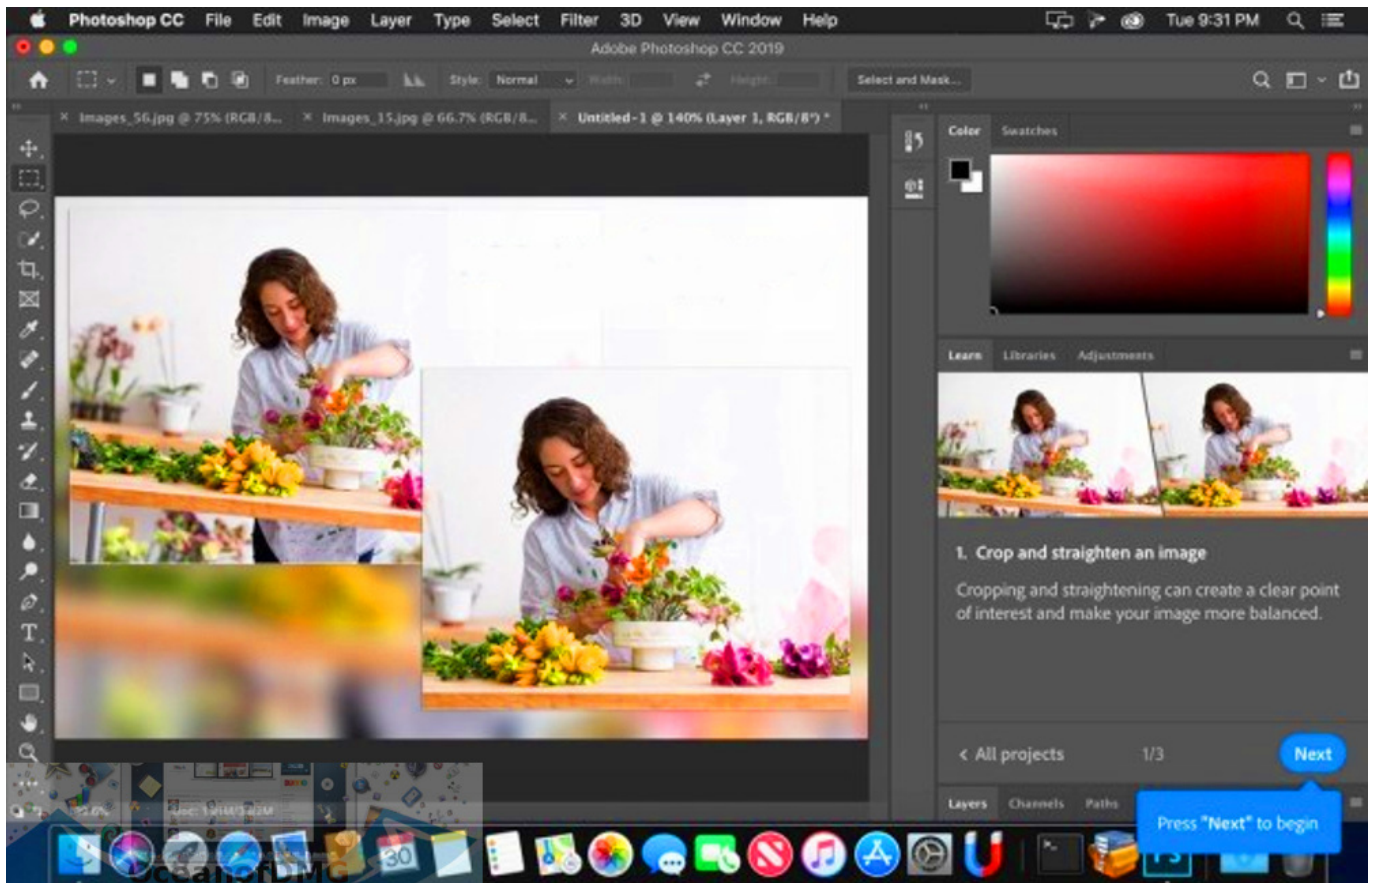 Photoshop CC File Edit Image Layer Type Select Filter 3D View Window Help Tue 9:31 PM
Adobe Photoshop CC 2019
Feather: 0 px Style: Normal Width: Height: Select and Mask...
Images_56.jpg @ 75% (RGB/8... Images_15.jpg @ 66.7% (RGB/8... Untitled-1 @ 140% (Layer 1, RGB/8*) *
Color Swatches
Learn Libraries Adjustments
1. Crop and straighten an image
Cropping and straightening can create a clear point
of interest and make your image more balanced.
< All projects 1/3 Next
Layers Channels Paths
Press "Next" to begin
30
OceanofDMG